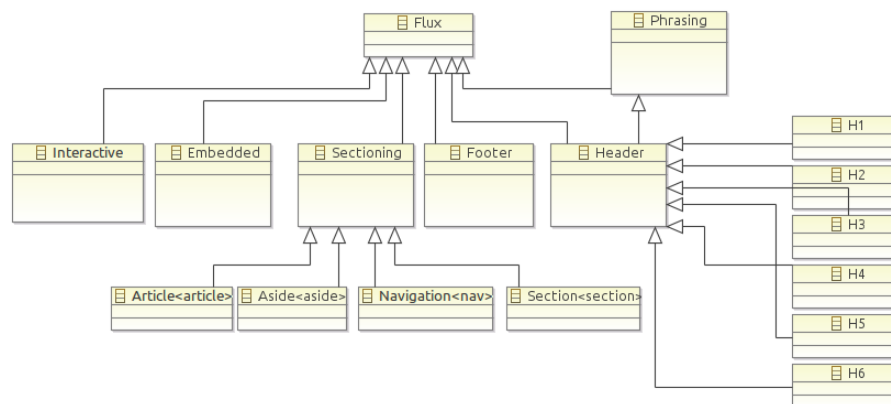 Flux
Phrasing
Interactive
Embedded
Sectioning
Footer
Header
H1
H2
H3
H4
H5
H6
Article<article>
Aside<aside>
Navigation<nav>
Section<section>